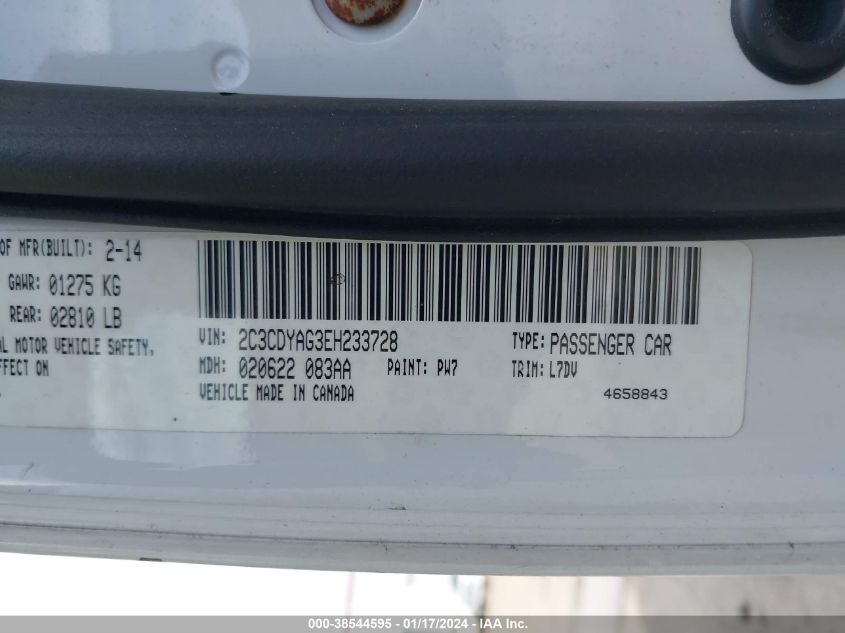 OF MFR(BUILT): 2-14
GAWR: 01275 KG
REAR: 02810 LB
MOTOR VEHICLE SAFETY,
EFFECT ON
VIN: 2C3CDYAG3EH233728
TYPE: PASSENGER CAR
MDH: 020622 083AA
PAINT: PW7
TRIM: L7DV
VEHICLE MADE IN CANADA
4658843
000-38544595 - 01/17/2024 - IAA Inc.